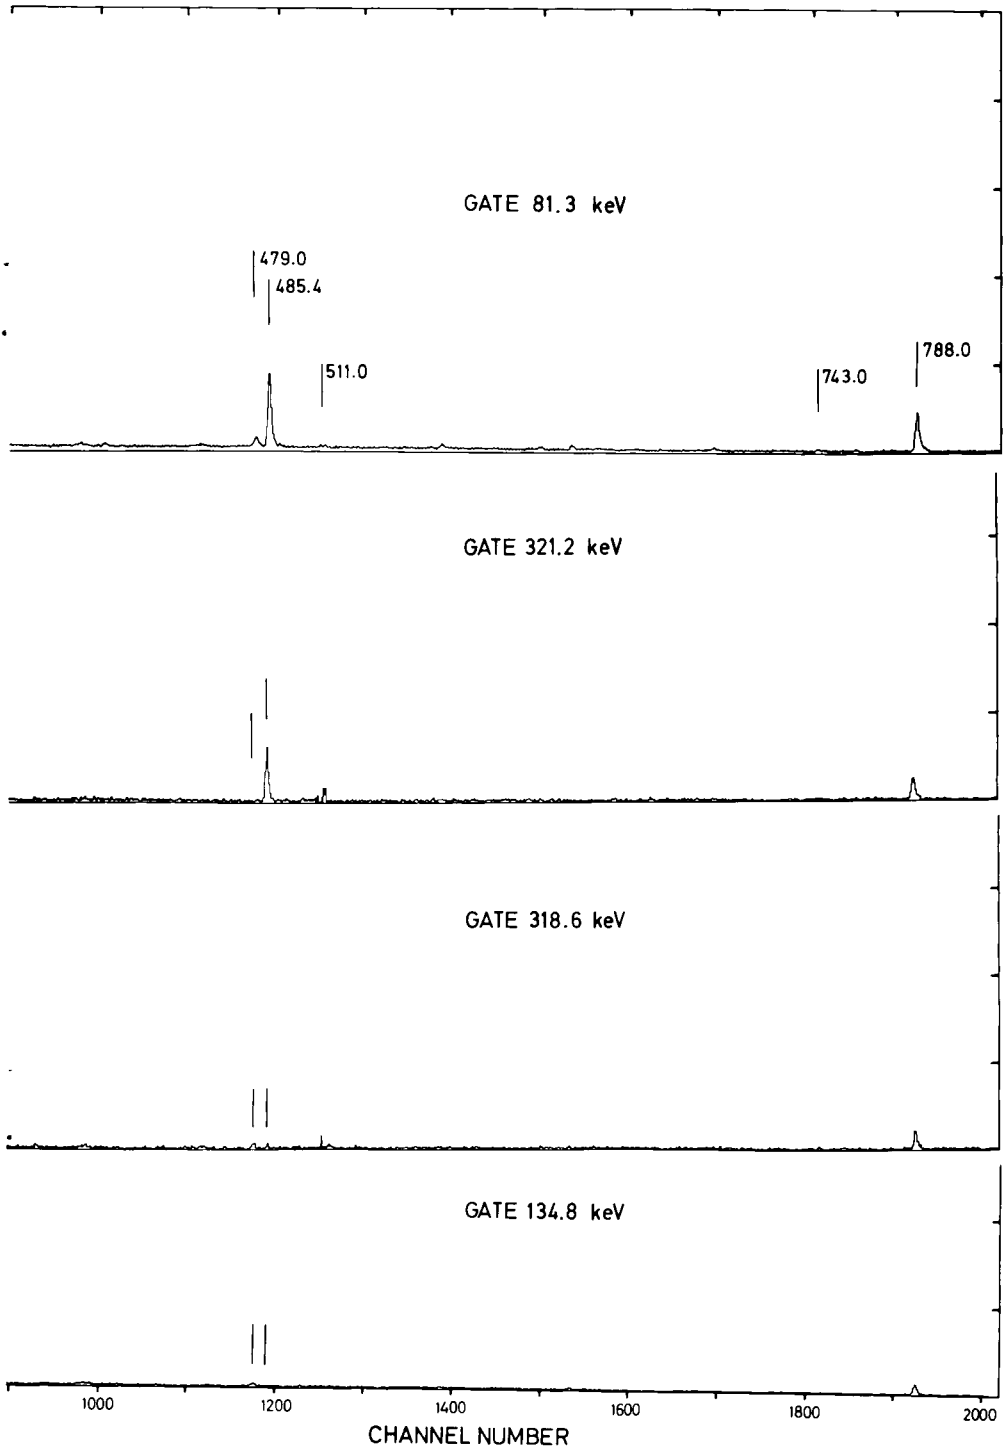 GATE 81.3 keV
479.0
485.4
511.0
743.0
788.0
GATE 321.2 keV
GATE 318.6 keV
GATE 134.8 keV
1000 1200 1400 1600 1800 2000
CHANNEL NUMBER